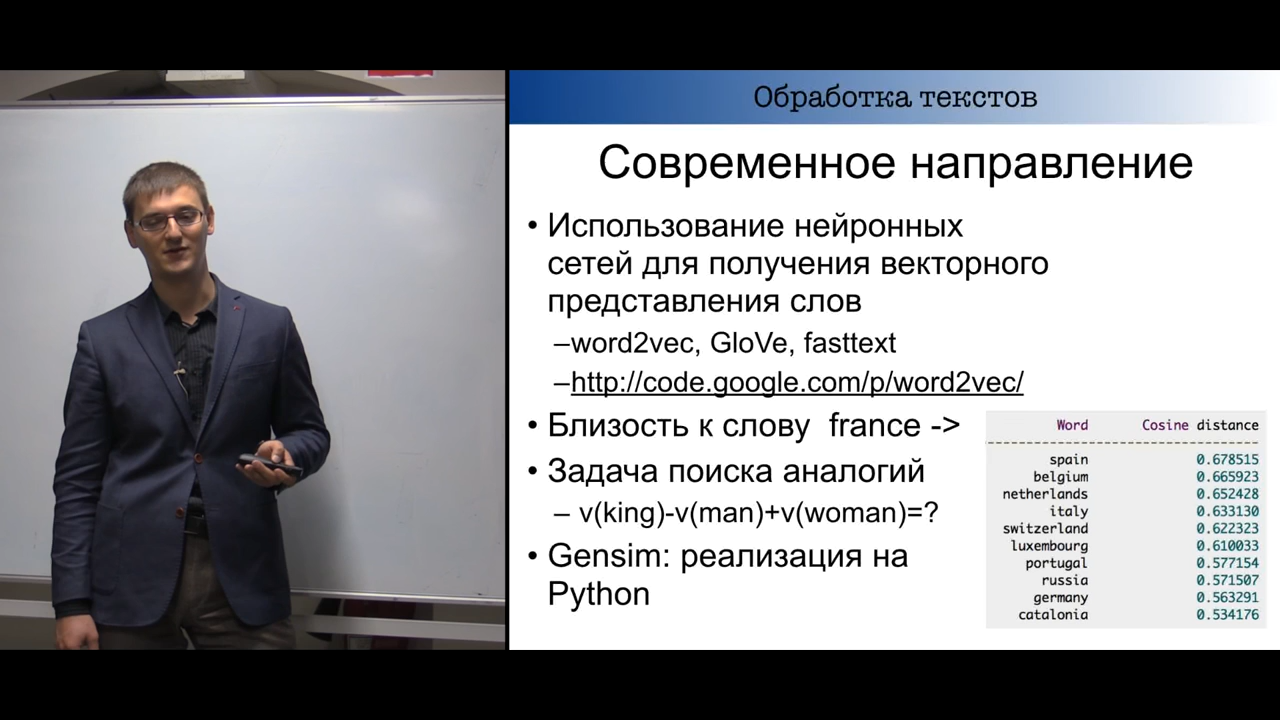 Обработка текстов
Современное направление
• Использование нейронных
сетей для получения векторного
представления слов
–word2vec, GloVe, fasttext
–http://code.google.com/p/word2vec/
• Близость к слову france ->
• Задача поиска аналогий
– v(king)-v(man)+v(woman)=?
• Gensim: реализация на
Python
Word Cosine distance
spain 0.678515
belgium 0.665923
netherlands 0.652428
italy 0.633130
switzerland 0.622323
luxembourg 0.610033
portugal 0.577154
russia 0.571507
germany 0.563291
catalonia 0.534176